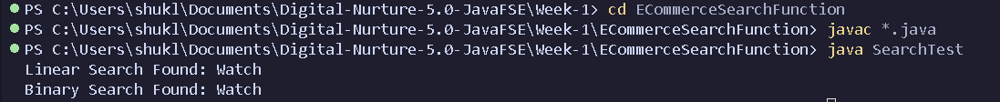 PS C:\Users\shukl\Documents\Digital-Nurture-5.0-JavaFSE\Week-1> cd ECommerceSearchFunction
PS C:\Users\shukl\Documents\Digital-Nurture-5.0-JavaFSE\Week-1\ECommerceSearchFunction> javac *.java
PS C:\Users\shukl\Documents\Digital-Nurture-5.0-JavaFSE\Week-1\ECommerceSearchFunction> java SearchTest
Linear Search Found: Watch
Binary Search Found: Watch